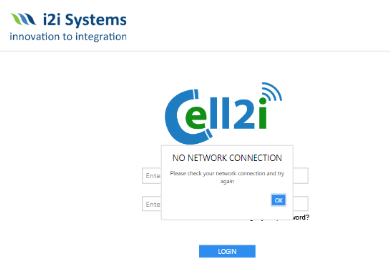 i2i Systems
innovation to integration
Cell2i
NO NETWORK CONNECTION
Please check your network connection and try
again
Ente
OK
Ente
word?
LOGIN